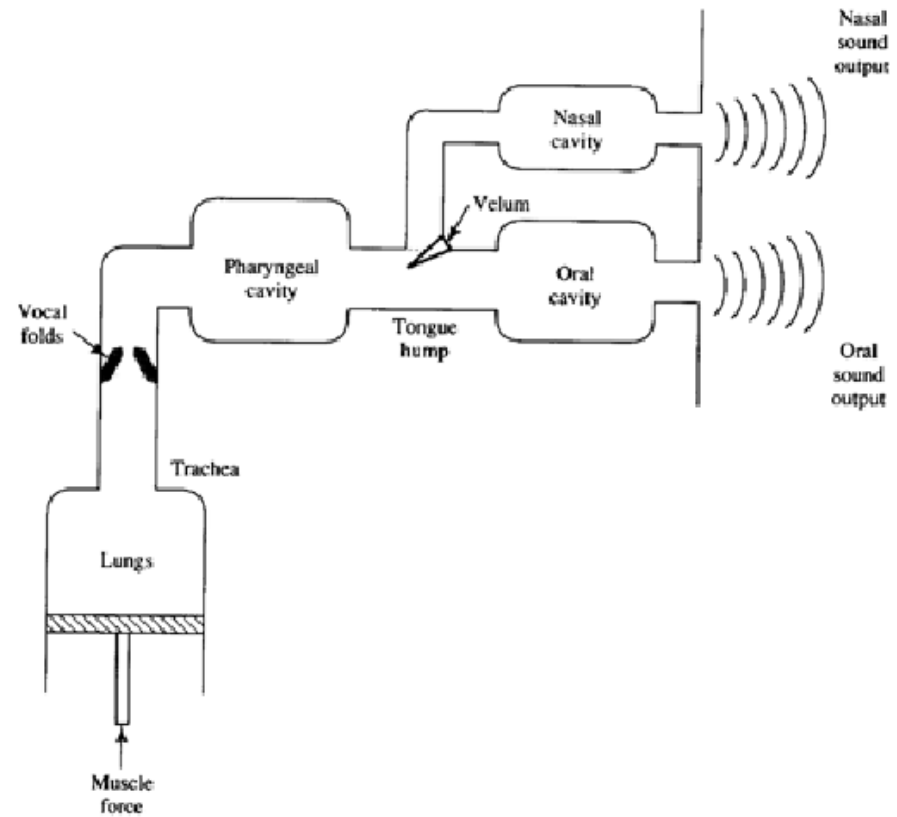 Nasal
sound
output
Nasal
cavity
Velum
Pharyngeal
cavity
Oral
cavity
Vocal
folds
Tongue
hump
Oral
sound
output
Trachea
Lungs
Muscle
force